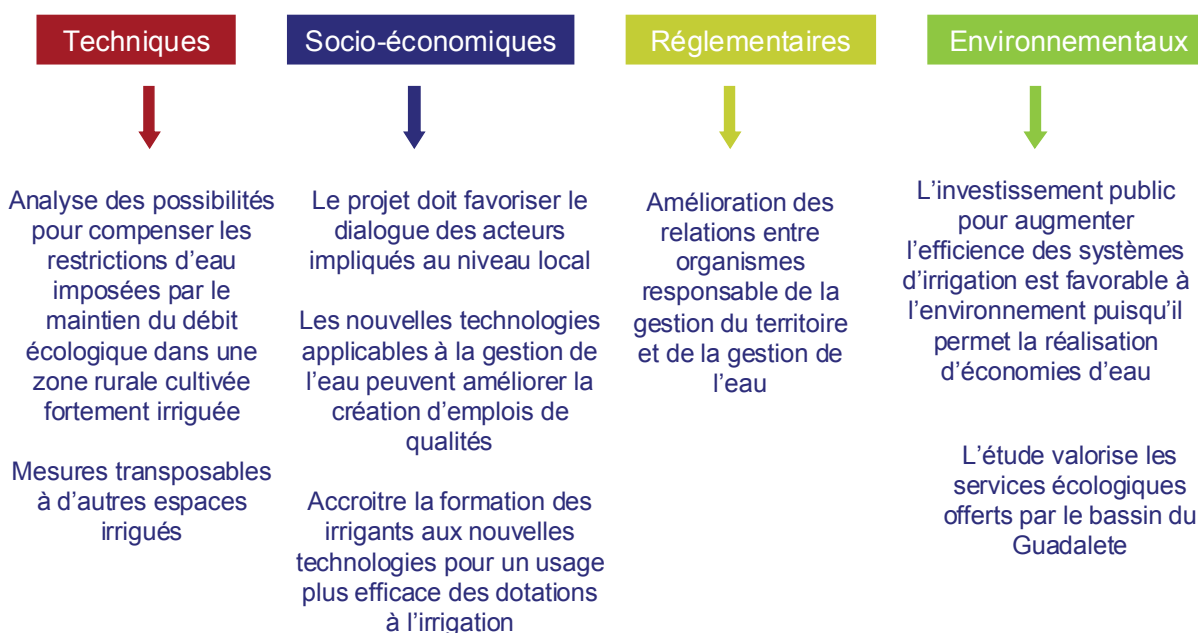 Techniques
Analyse des possibilités
pour compenser les
restrictions d'eau
imposées par le
maintien du débit
écologique dans une
zone rurale cultivée
fortement irriguée
Mesures transposables
à d'autres espaces
irrigués
Socio-économiques
Le projet doit favoriser le
dialogue des acteurs
impliqués au niveau local
Les nouvelles technologies
applicables à la gestion de
l'eau peuvent améliorer la
création d'emplois de
qualités
Accroitre la formation des
irrigants aux nouvelles
technologies pour un usage
plus efficace des dotations
à l'irrigation
Réglementaires
Amélioration des
relations entre
organismes
responsable de la
gestion du territoire
et de la gestion de
l'eau
Environnementaux
L'investissement public
pour augmenter
l'efficience des systèmes
d'irrigation est favorable à
l'environnement puisqu'il
permet la réalisation
d'économies d'eau
L'étude valorise les
services écologiques
offerts par le bassin du
Guadalete